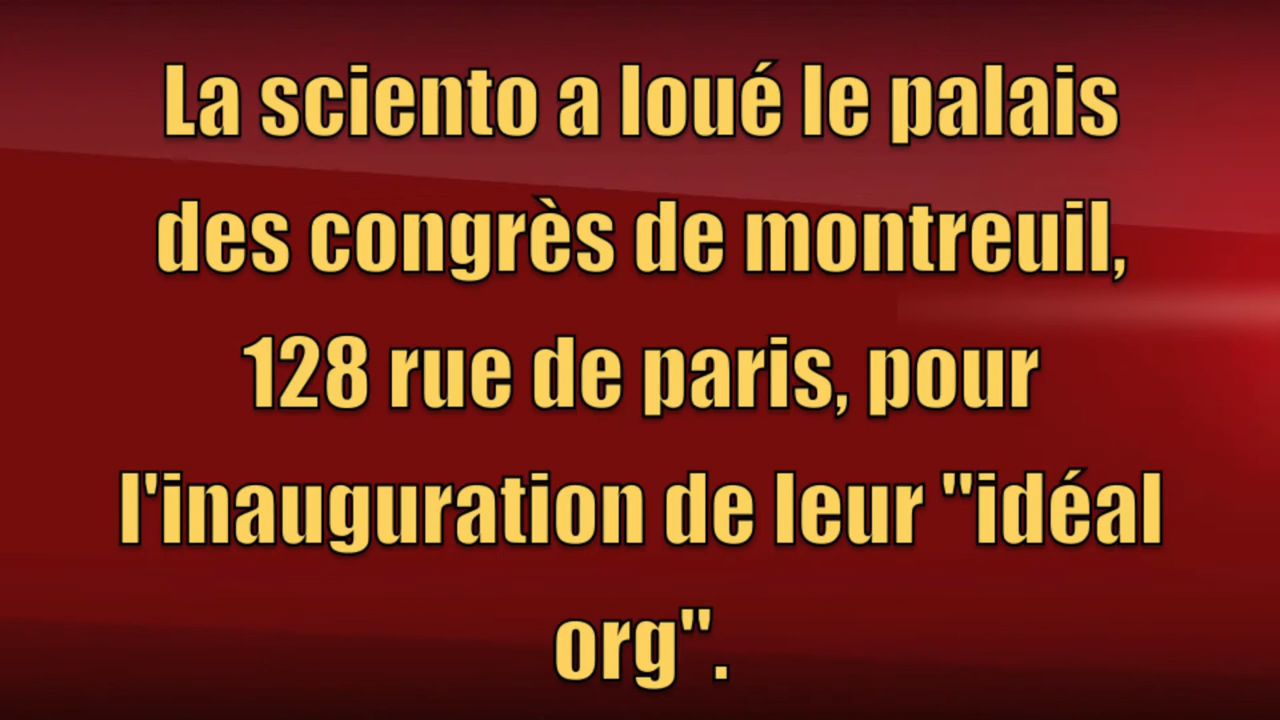 La sciento a loué le palais
des congrès de montreuil,
128 rue de paris, pour
l'inauguration de leur "idéal
org".